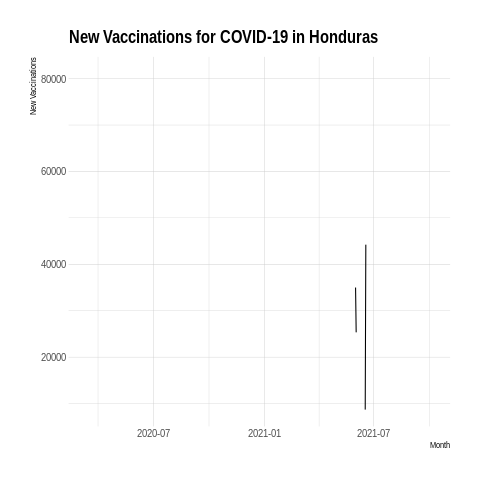 New Vaccinations for COVID-19 in Honduras
New Vaccinations
80000
60000
40000
20000
2020-07
2021-01
2021-07
Month